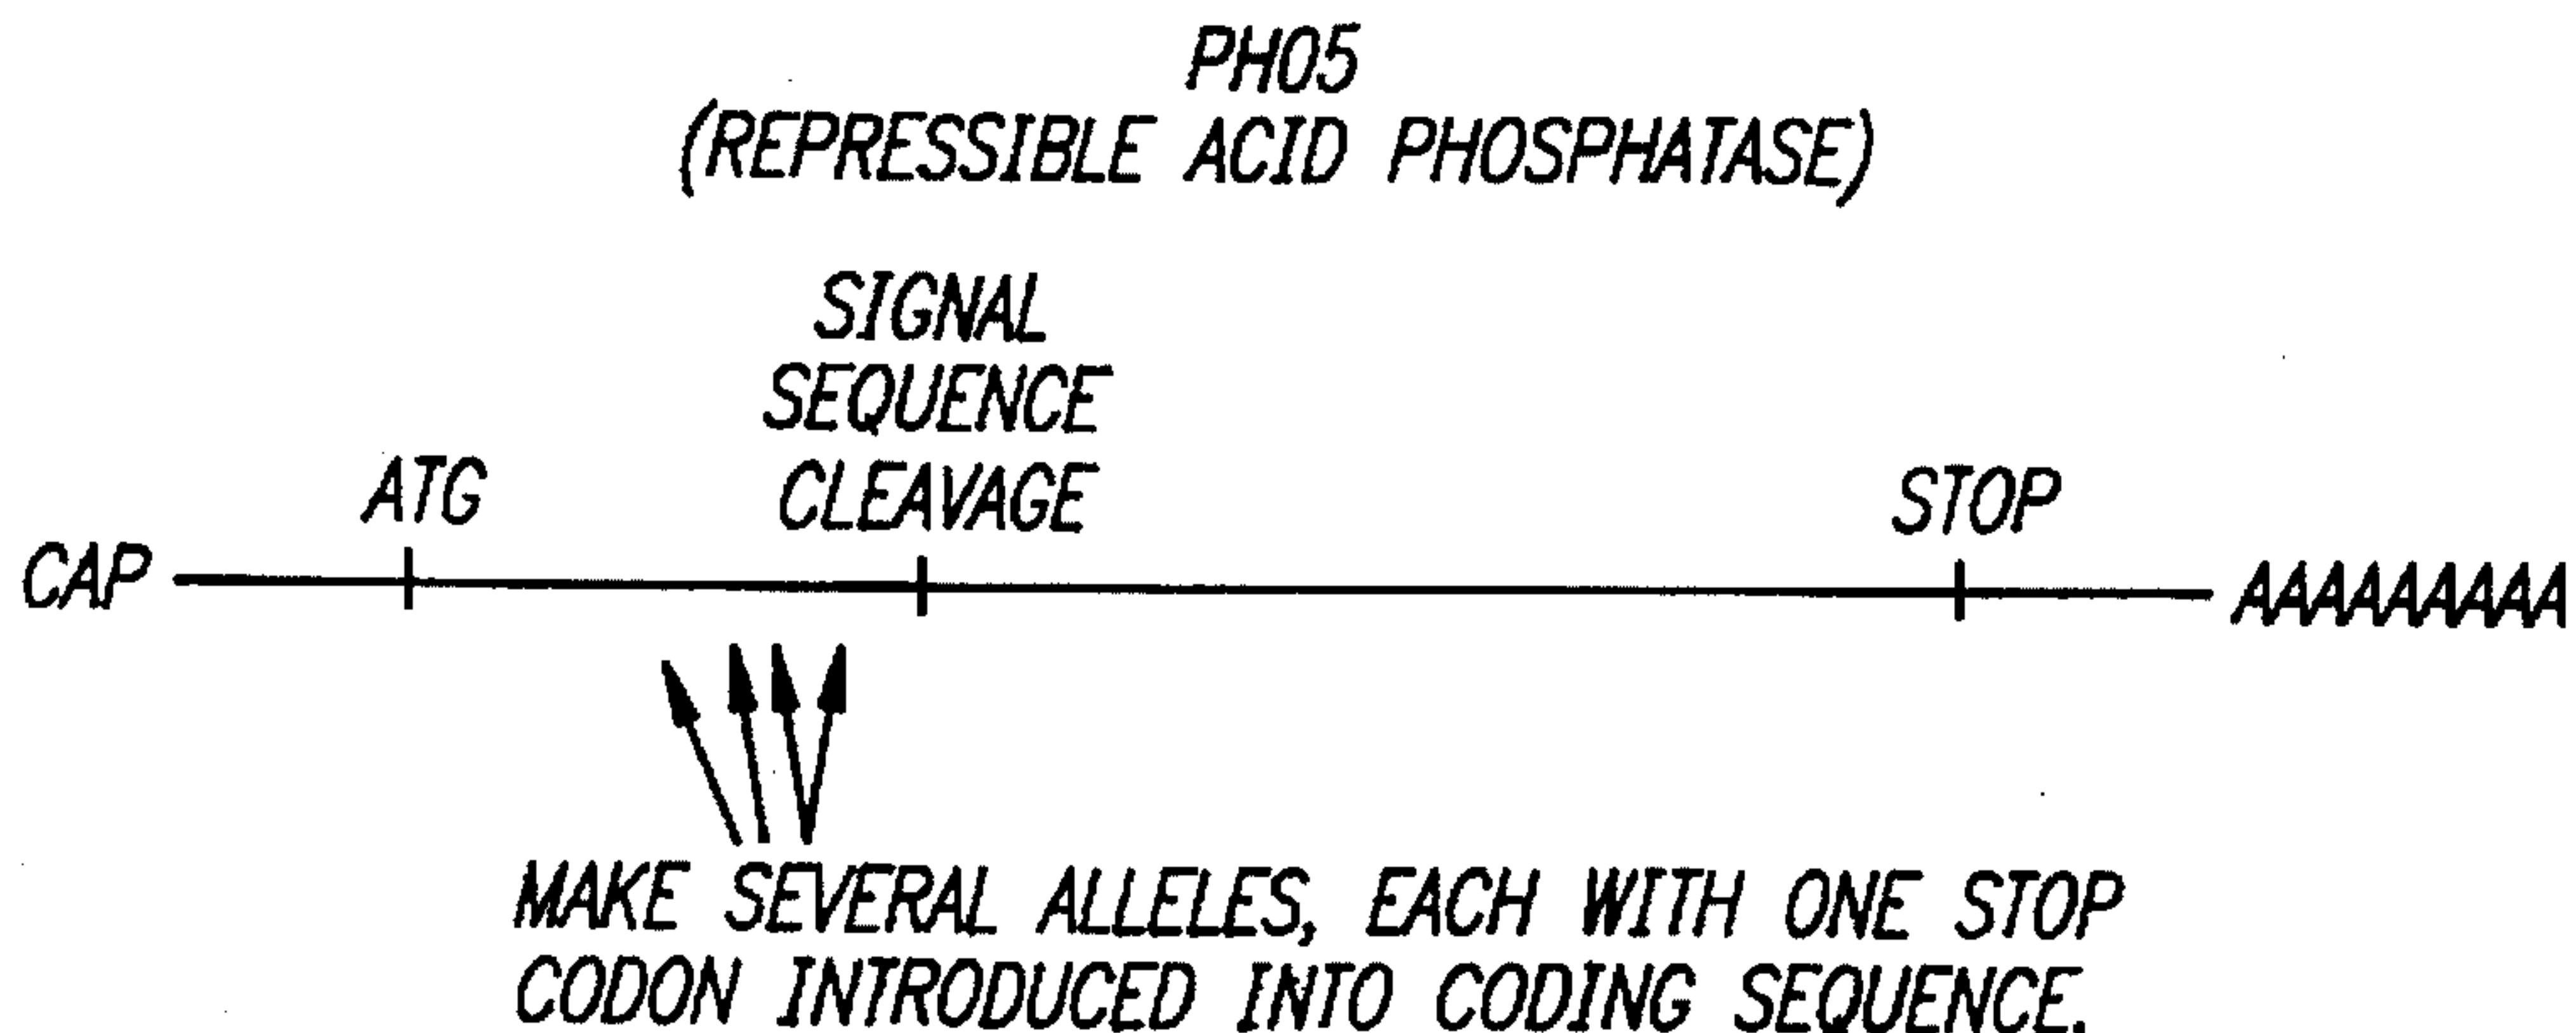 PHO5
(REPRESSIBLE ACID PHOSPHATASE)
SIGNAL
SEQUENCE
CLEAVAGE
ATG
STOP
CAP
AAAAAAAAA
MAKE SEVERAL ALLELES, EACH WITH ONE STOP
CODON INTRODUCED INTO CODING SEQUENCE.